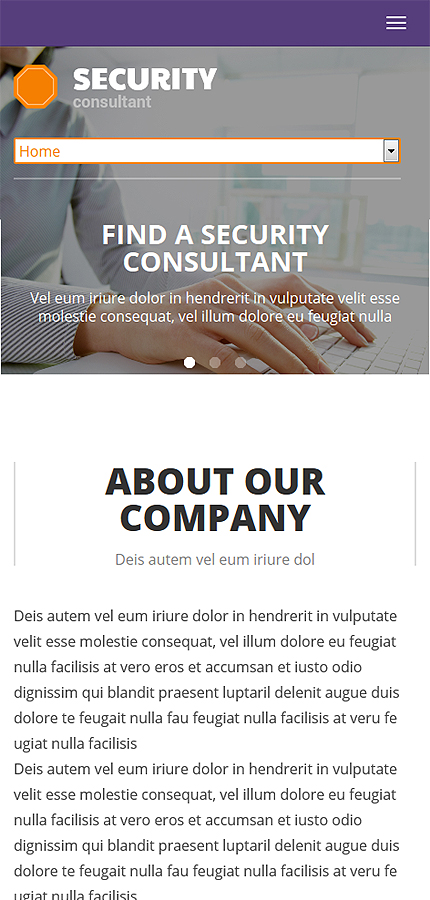 SECURITY
consultant
Home
FIND A SECURITY
CONSULTANT
Vel eum iriure dolor in hendrerit in vulputate velit esse
molestie consequat, vel illum dolore eu feugiat nulla
ABOUT OUR
COMPANY
Deis autem vel eum iriure dol
Deis autem vel eum iriure dolor in hendrerit in vulputate
velit esse molestie consequat, vel illum dolore eu feugiat
nulla facilisis at vero eros et accumsan et iusto odio
dignissim qui blandit praesent luptaril delenit augue duis
dolore te feugait nulla fau feugiat nulla facilisis at veru fe
ugiat nulla facilisis
Deis autem vel eum iriure dolor in hendrerit in vulputate
velit esse molestie consequat, vel illum dolore eu feugiat
nulla facilisis at vero eros et accumsan et iusto odio
dignissim qui blandit praesent luptaril delenit augue duis
dolore te feugait nulla fau feugiat nulla facilisis at veru fe
ugiat nulla facilisis